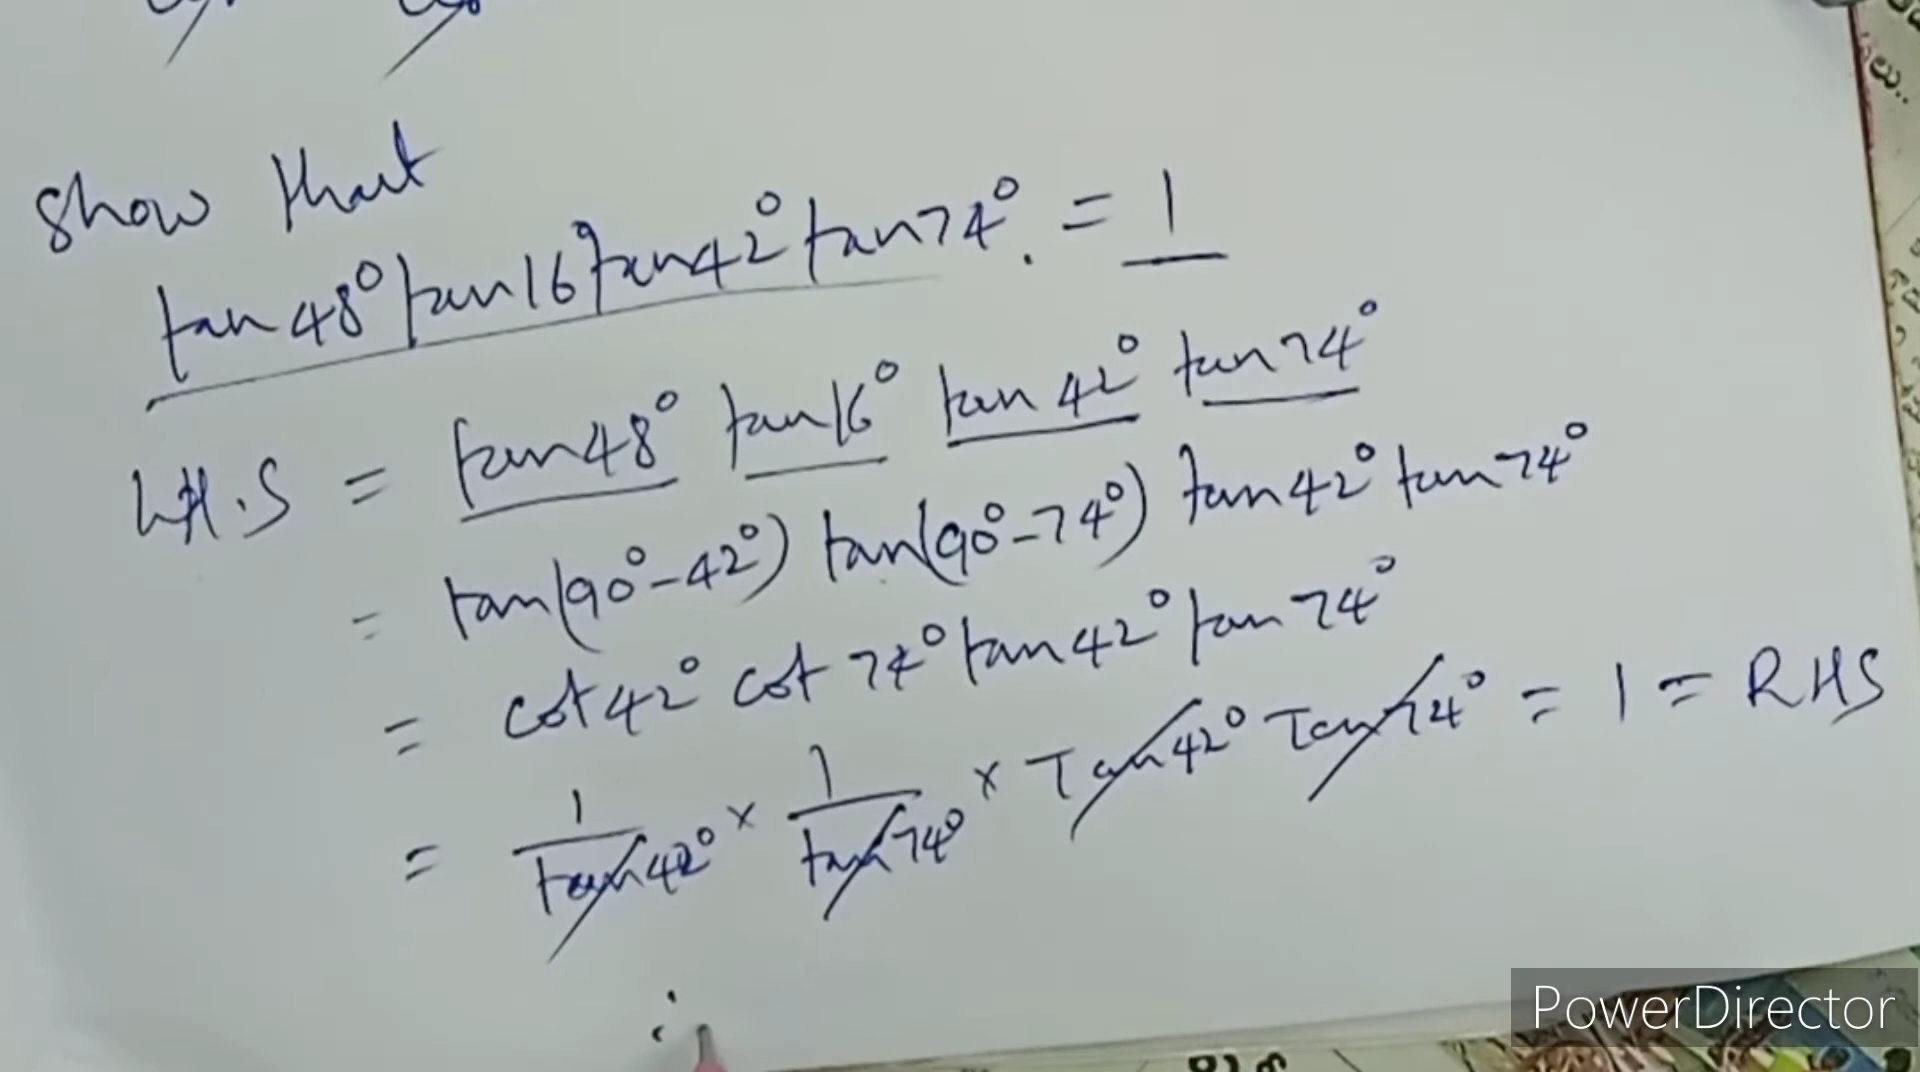 show that
tan 48° tan 16° tan 42° tan 74°. = 1
L.H.S = tan 48° tan 16° tan 42° tan 74°
= tan(90°-42°) tan(90°-74°) tan 42° tan 74°
= cot 42° cot 74° tan 42° tan 74°
= 1/tan 42° × 1/tan 74° × Tan 42° Tan 74° = 1 = RHS
PowerDirector